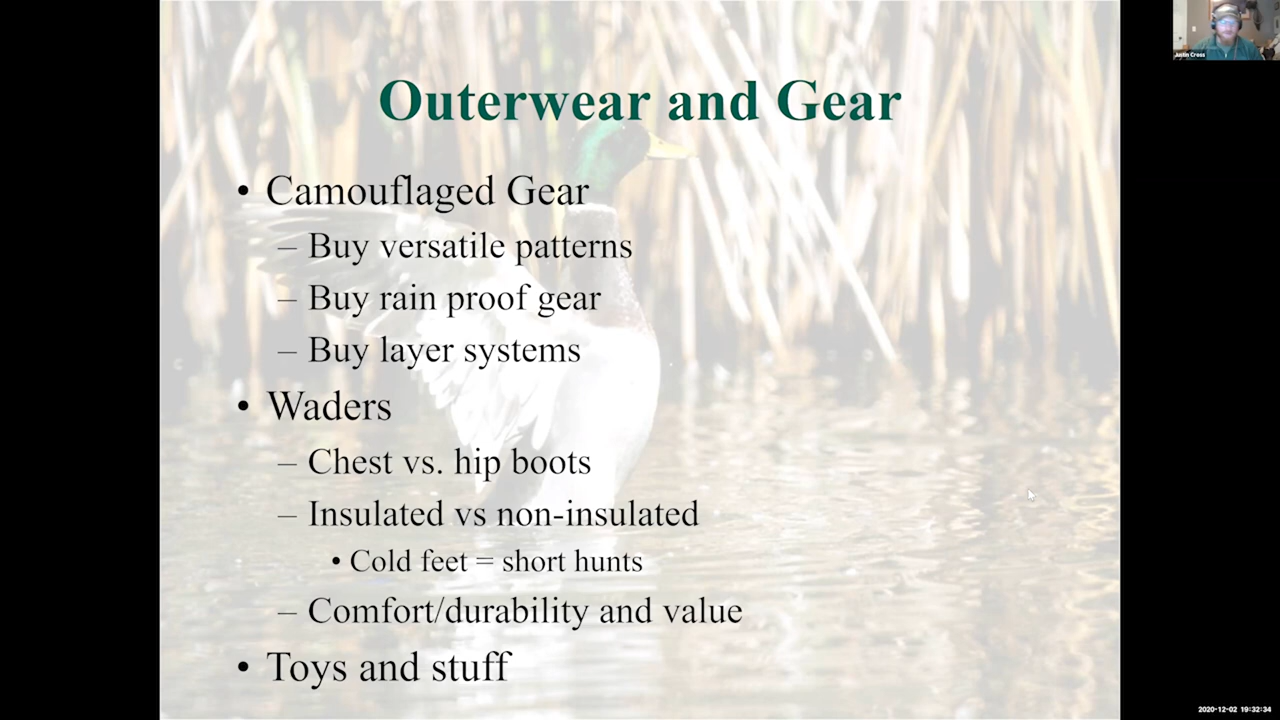 Outerwear and Gear
• Camouflaged Gear
– Buy versatile patterns
– Buy rain proof gear
– Buy layer systems
• Waders
– Chest vs. hip boots
– Insulated vs non-insulated
• Cold feet = short hunts
– Comfort/durability and value
• Toys and stuff
Justin Cross
2020-12-02 19:32:34